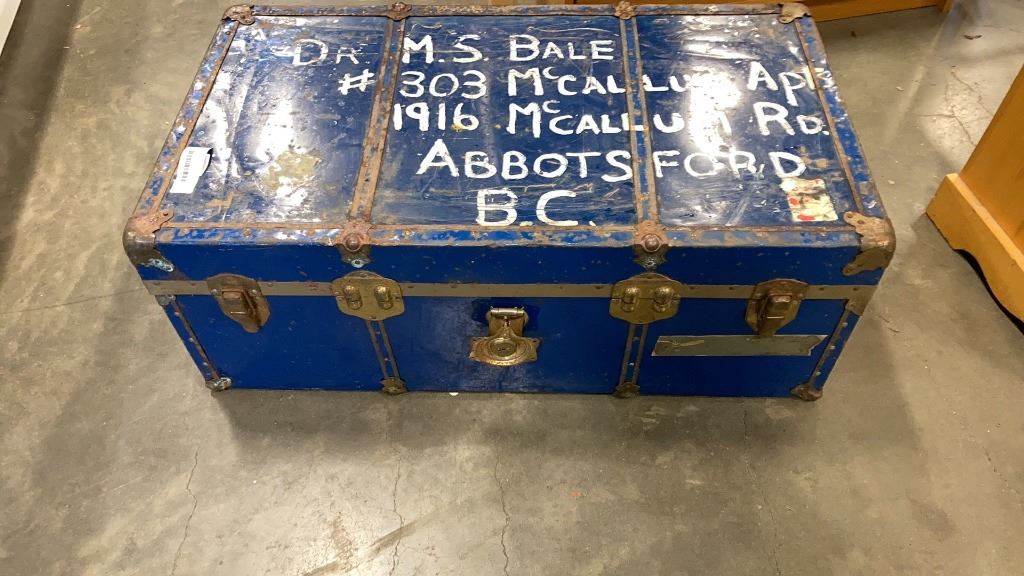 DR M.S. BALE
# 303 McCALLUM Apt
1916 McCALLUM RD.
ABBOTSFORD
B.C.